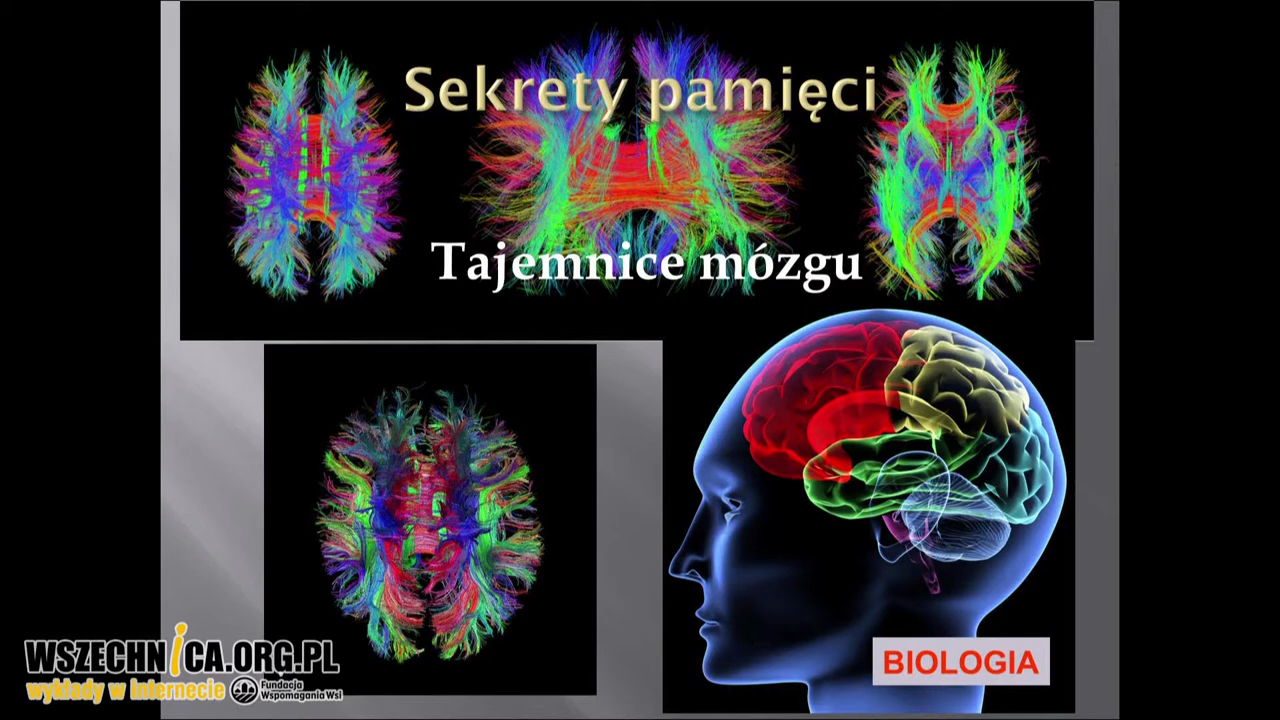 Sekrety pamięci
Tajemnice mózgu
BIOLOGIA
WSZECHNICA.ORG.PL
wykłady w internecie
Fundacja
Wspomagania Wsi